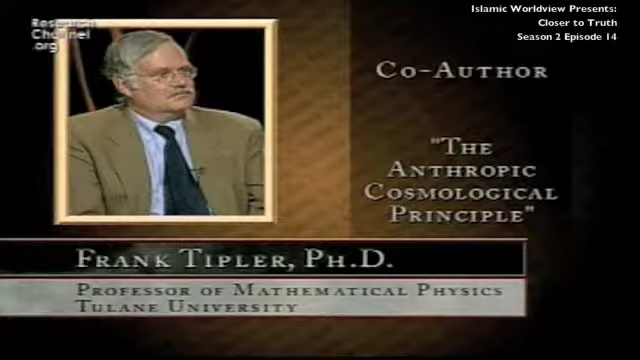 Research
Channel
.org
Islamic Worldview Presents:
Closer to Truth
Season 2 Episode 14
Co-Author
"The
Anthropic
Cosmological
Principle"
Frank Tipler, Ph.D.
Professor of Mathematical Physics
Tulane University